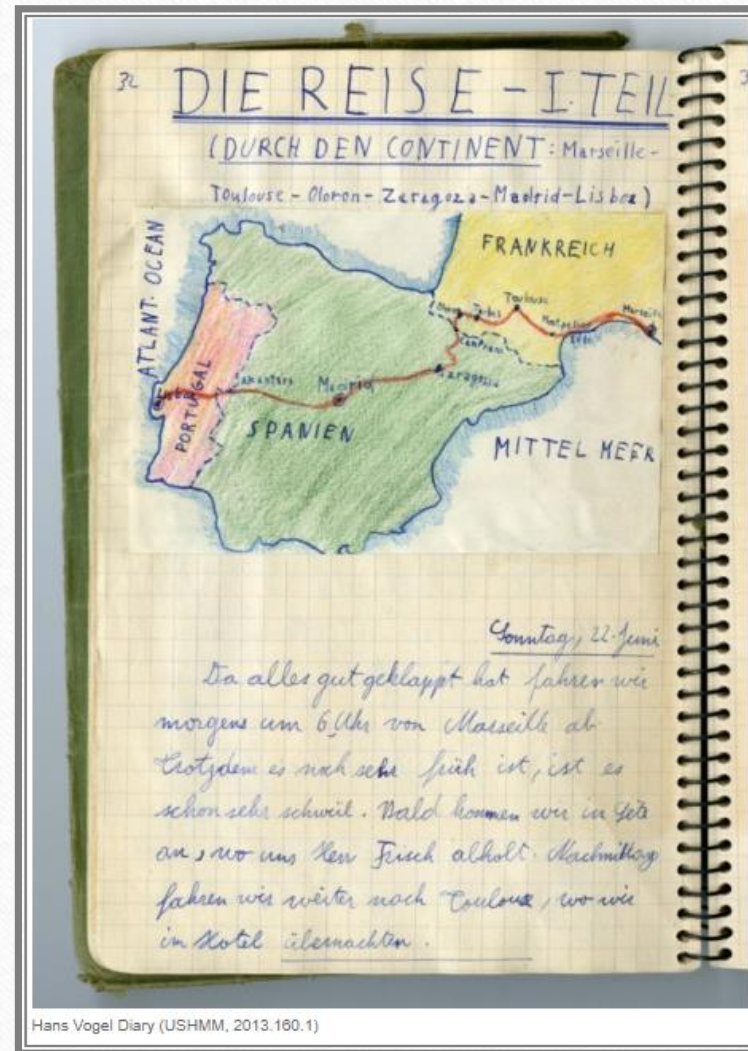 32
DIE REISE - I. TEIL
(DURCH DEN CONTINENT: Marseille-
Toulouse - Oloron - Zaragoza - Madrid - Lisboa)
ATLANT. OCEAN
FRANKREICH
Toulouse
Marseille
Zaragossa
Madrid
PORTUGAL
SPANIEN
MITTEL MEER
Sonntag, 22. Juni
Da alles gut geklappt hat fahren wir
morgens um 6 Uhr von Marseille ab.
Trotzdem es noch sehr früh ist, ist es
schon sehr schwül. Bald kommen wir in Sète
an, wo uns Herr Frisch abholt. Nachmittag
fahren wir weiter nach Toulouse, wo wir
im Hotel übernachten.
Hans Vogel Diary (USHMM, 2013.160.1)